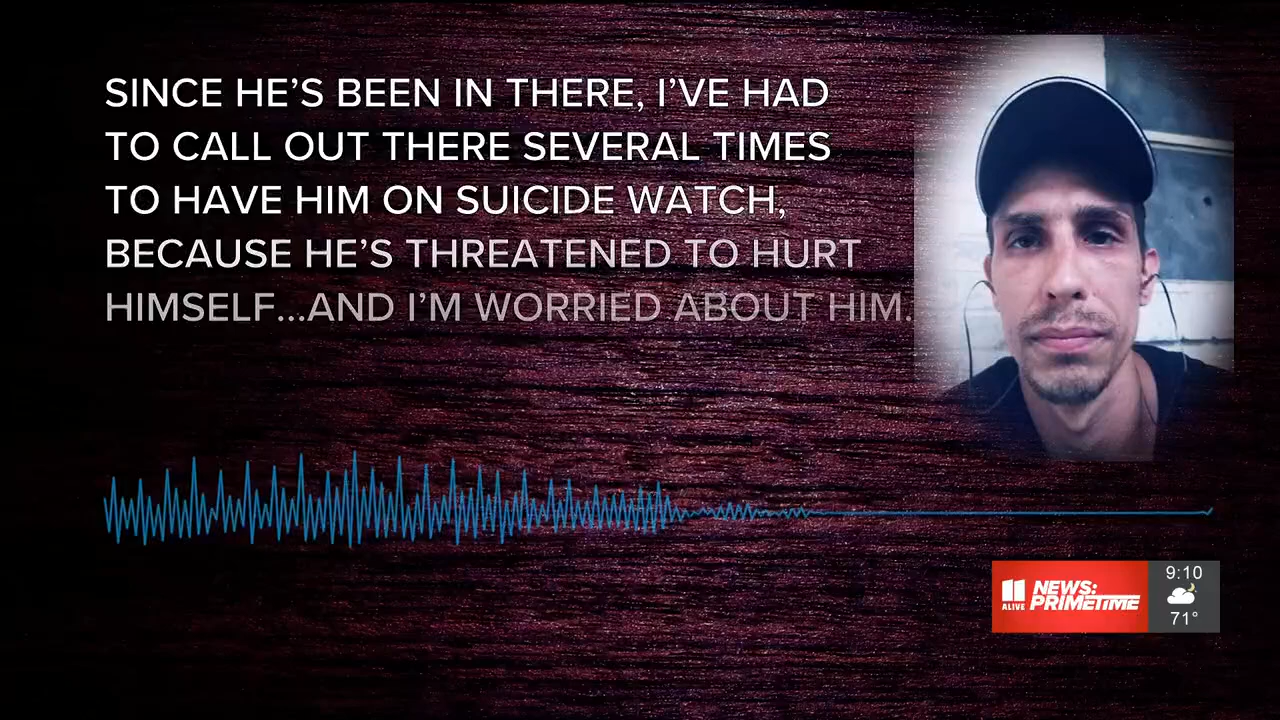 SINCE HE'S BEEN IN THERE, I'VE HAD
TO CALL OUT THERE SEVERAL TIMES
TO HAVE HIM ON SUICIDE WATCH,
BECAUSE HE'S THREATENED TO HURT
HIMSELF...AND I'M WORRIED ABOUT HIM.
11 ALIVE NEWS: PRIMETIME
9:10
71°